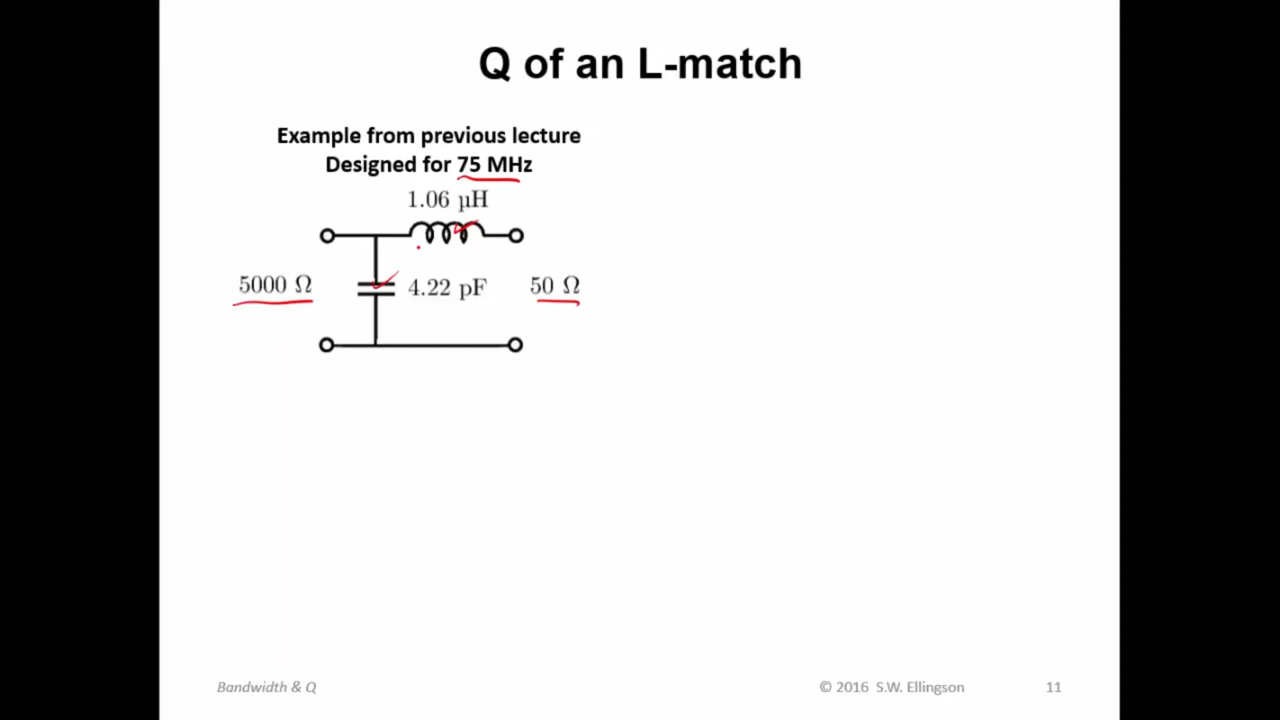 Q of an L-match
Example from previous lecture
Designed for 75 MHz
1.06 µH
5000 Ω
4.22 pF
50 Ω
Bandwidth & Q
© 2016 S.W. Ellingson
11